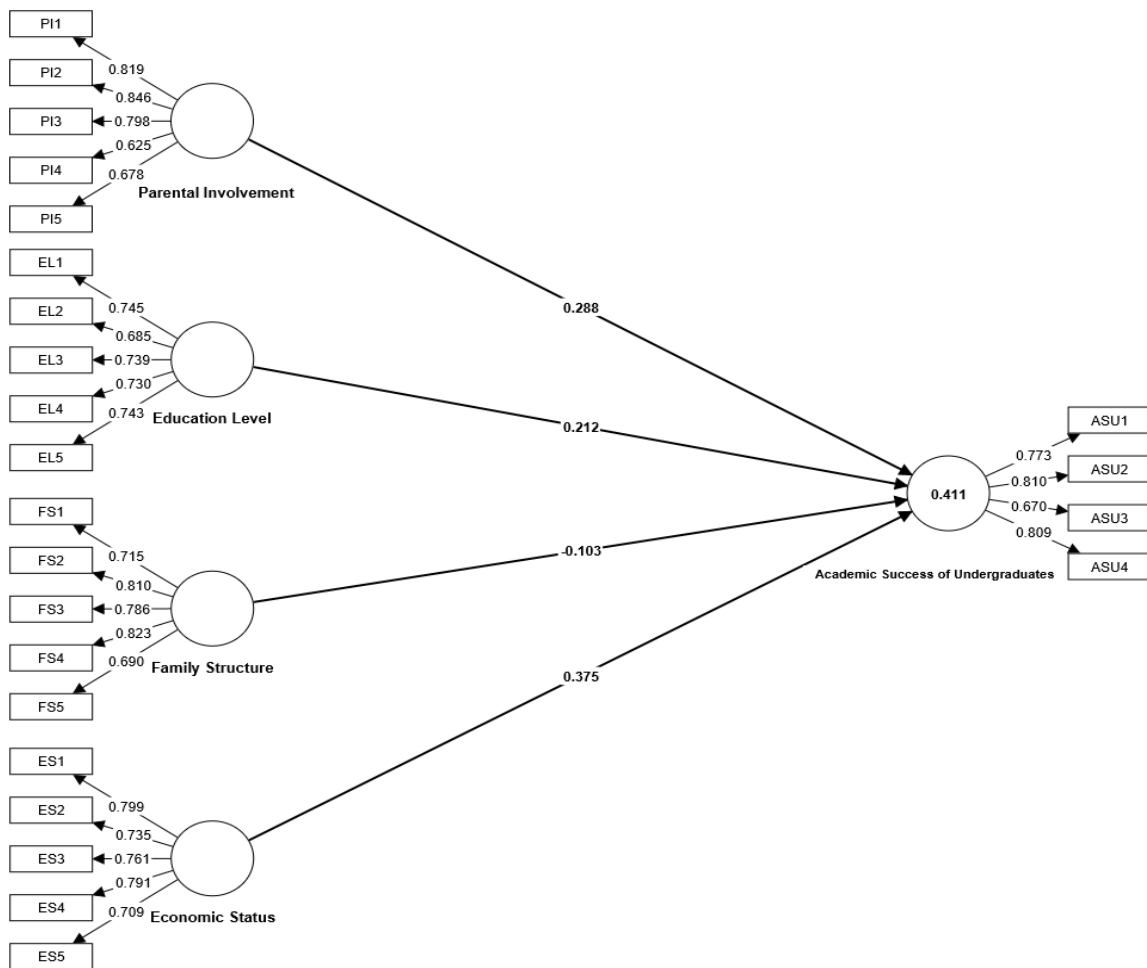 PI1
0.819
PI2
0.846
PI3
0.798
PI4
0.625
PI5
0.678
Parental Involvement
EL1
0.745
EL2
0.685
EL3
0.739
EL4
0.730
EL5
0.743
Education Level
FS1
0.715
FS2
0.810
FS3
0.786
FS4
0.823
FS5
0.690
Family Structure
ES1
0.799
ES2
0.735
ES3
0.761
ES4
0.791
ES5
0.709
Economic Status
0.288
0.212
-0.103
0.375
0.411
Academic Success of Undergraduates
0.773
ASU1
0.810
ASU2
0.670
ASU3
0.809
ASU4